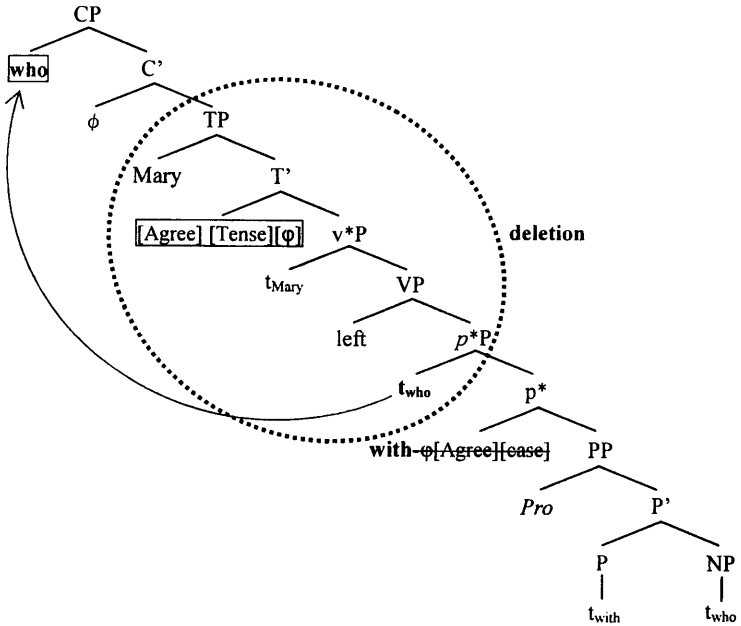 CP
who C'
ϕ TP
Mary T'
[Agree] [Tense][φ] v*P deletion
tMary VP
left p*P
twho p*
with-φ[Agree][case] PP
Pro P'
P NP
twith twho